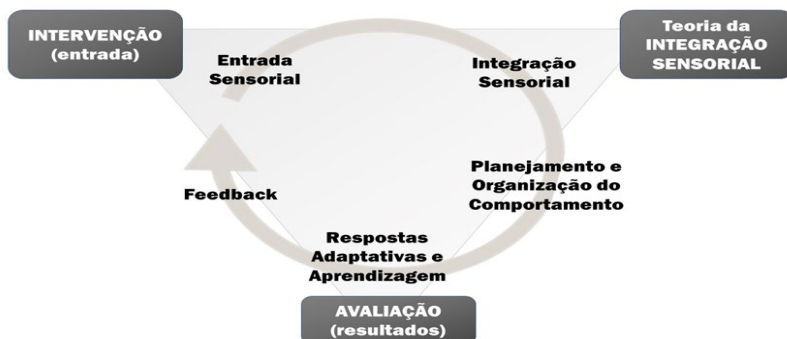 INTERVENÇÃO
(entrada)
Teoria da
INTEGRAÇÃO
SENSORIAL
Entrada
Sensorial
Integração
Sensorial
Planejamento e
Organização do
Comportamento
Feedback
Respostas
Adaptativas e
Aprendizagem
AVALIAÇÃO
(resultados)